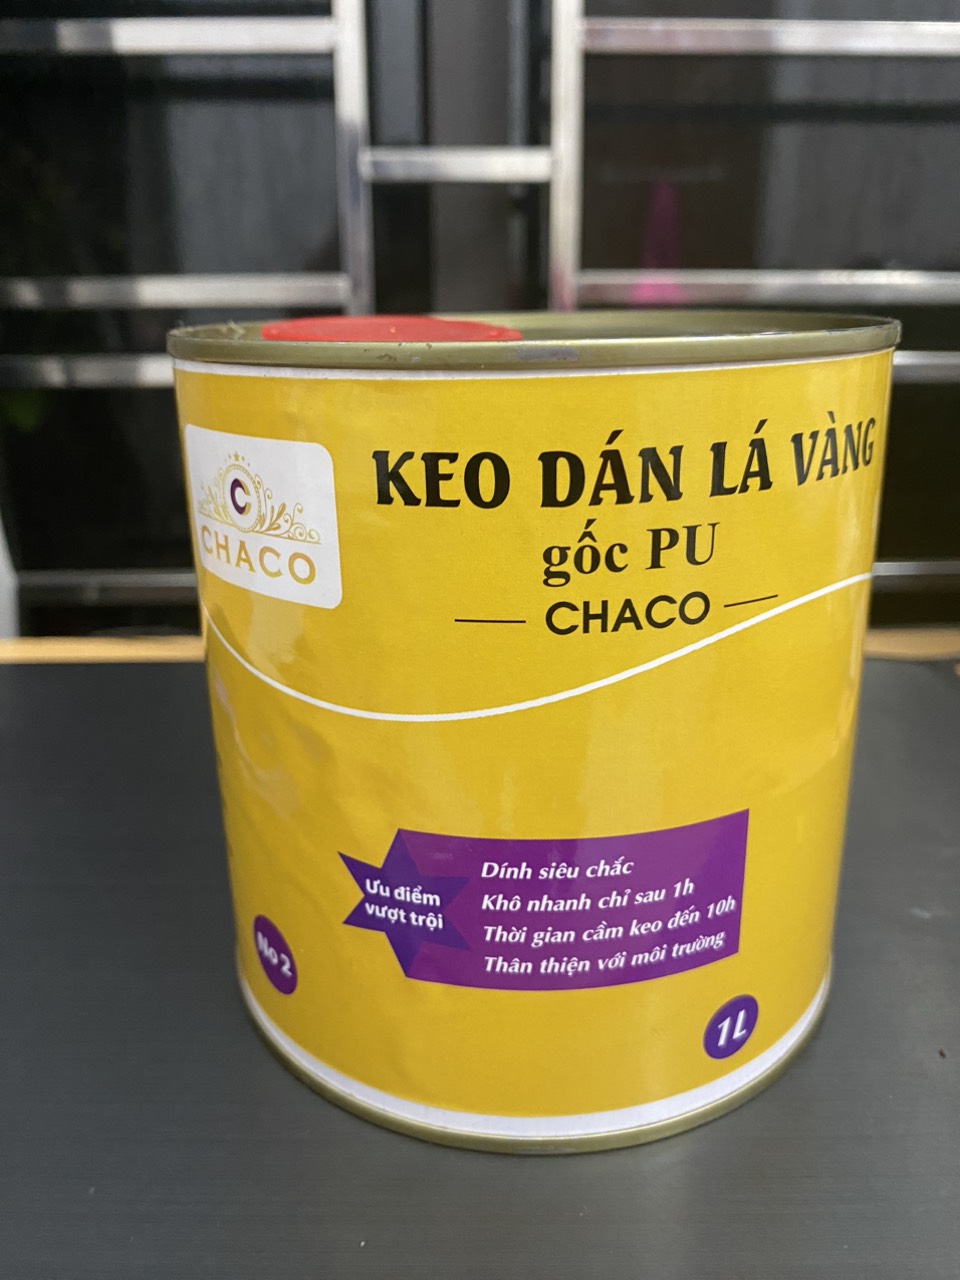 C
CHACO
KEO DÁN LÁ VÀNG
gốc PU
CHACO
Ưu điểm
vượt trội
Dính siêu chắc
Khô nhanh chỉ sau 1h
Thời gian cầm keo đến 10h
Thân thiện với môi trường
No 2
1L